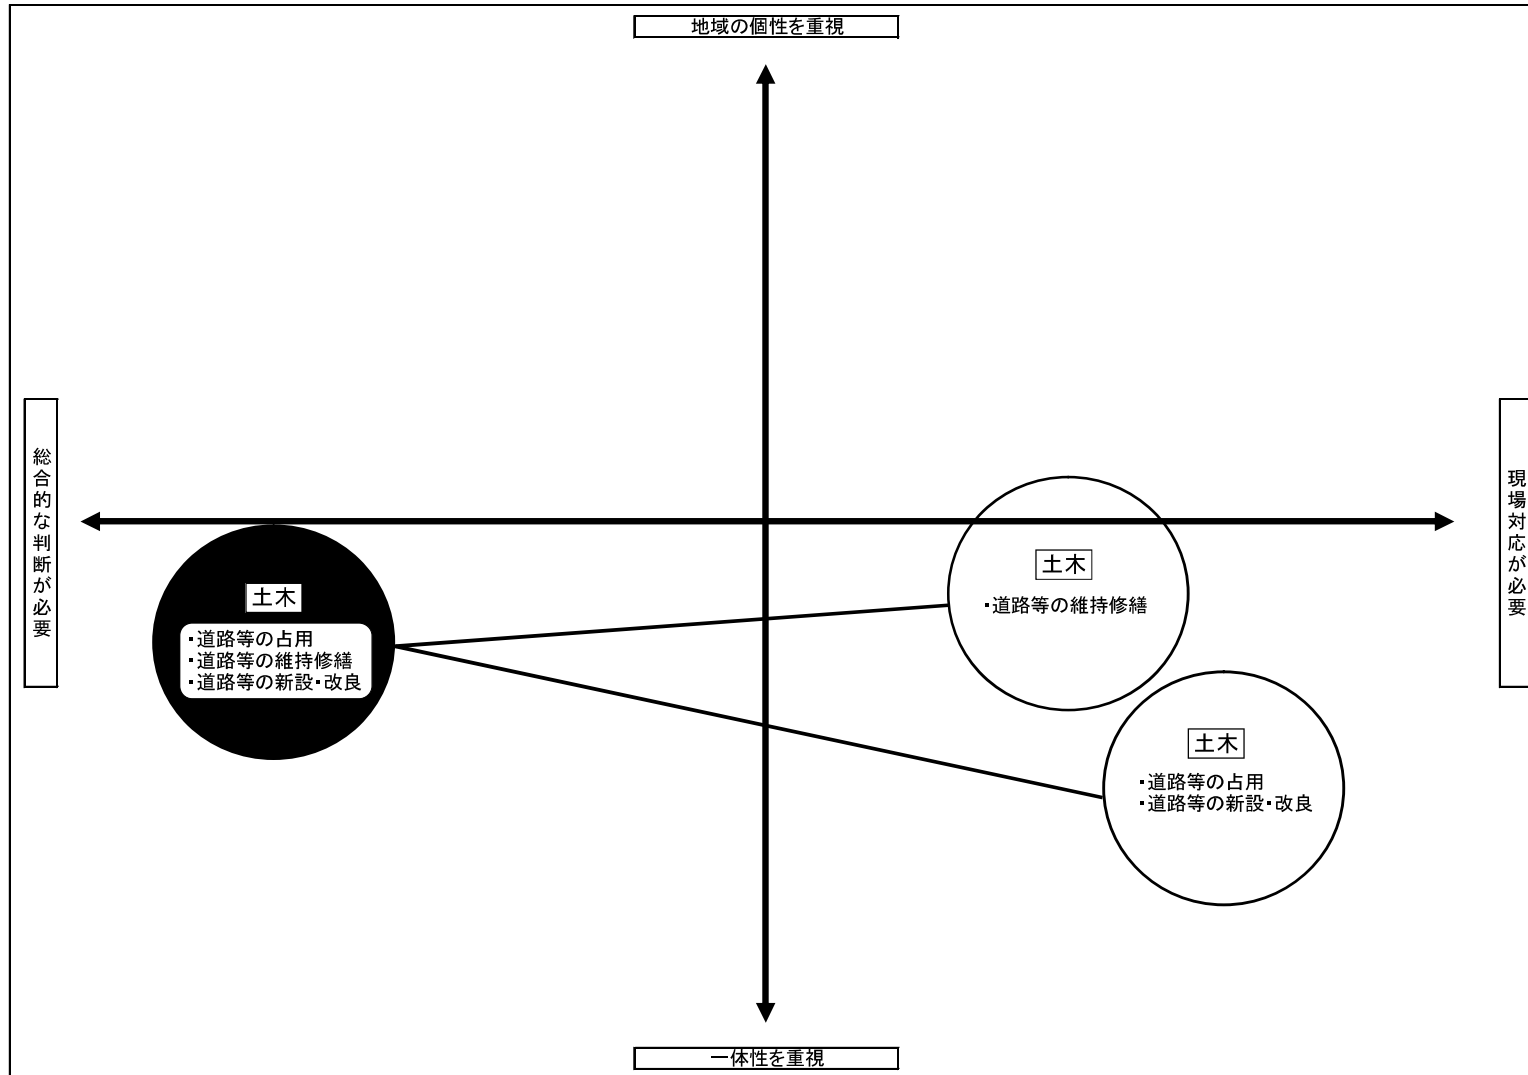 地域の個性を重視
総合的な判断が必要
現場対応が必要
土木
・道路等の占用
・道路等の維持修繕
・道路等の新設・改良
土木
・道路等の維持修繕
土木
・道路等の占用
・道路等の新設・改良
一体性を重視